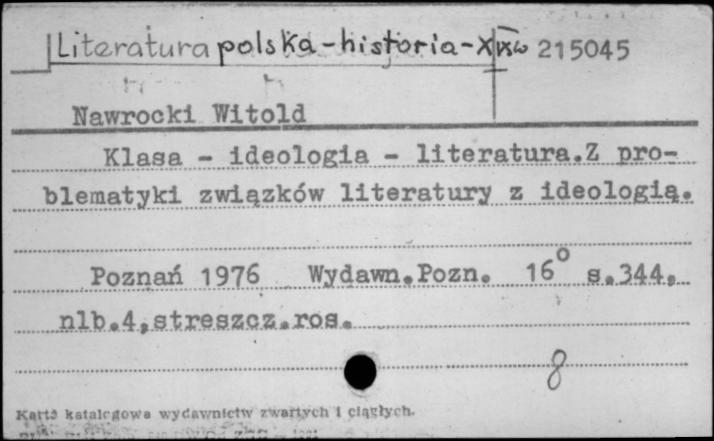 Literatura polska-historia-XIXw 215045
Nawrocki Witold
Klasa - ideologia - literatura.Z pro-
blematyki związków literatury z ideologią.
Poznań 1976 Wydawn.Pozn. 16° s.344,
nlb.4,streszcz.ros.
8
Karta katalogowa wydawnictw zwartych i ciągłych.